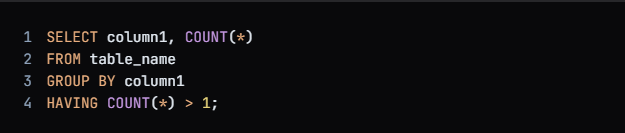 1 SELECT column1, COUNT(*)
2 FROM table_name
3 GROUP BY column1
4 HAVING COUNT(*) > 1;